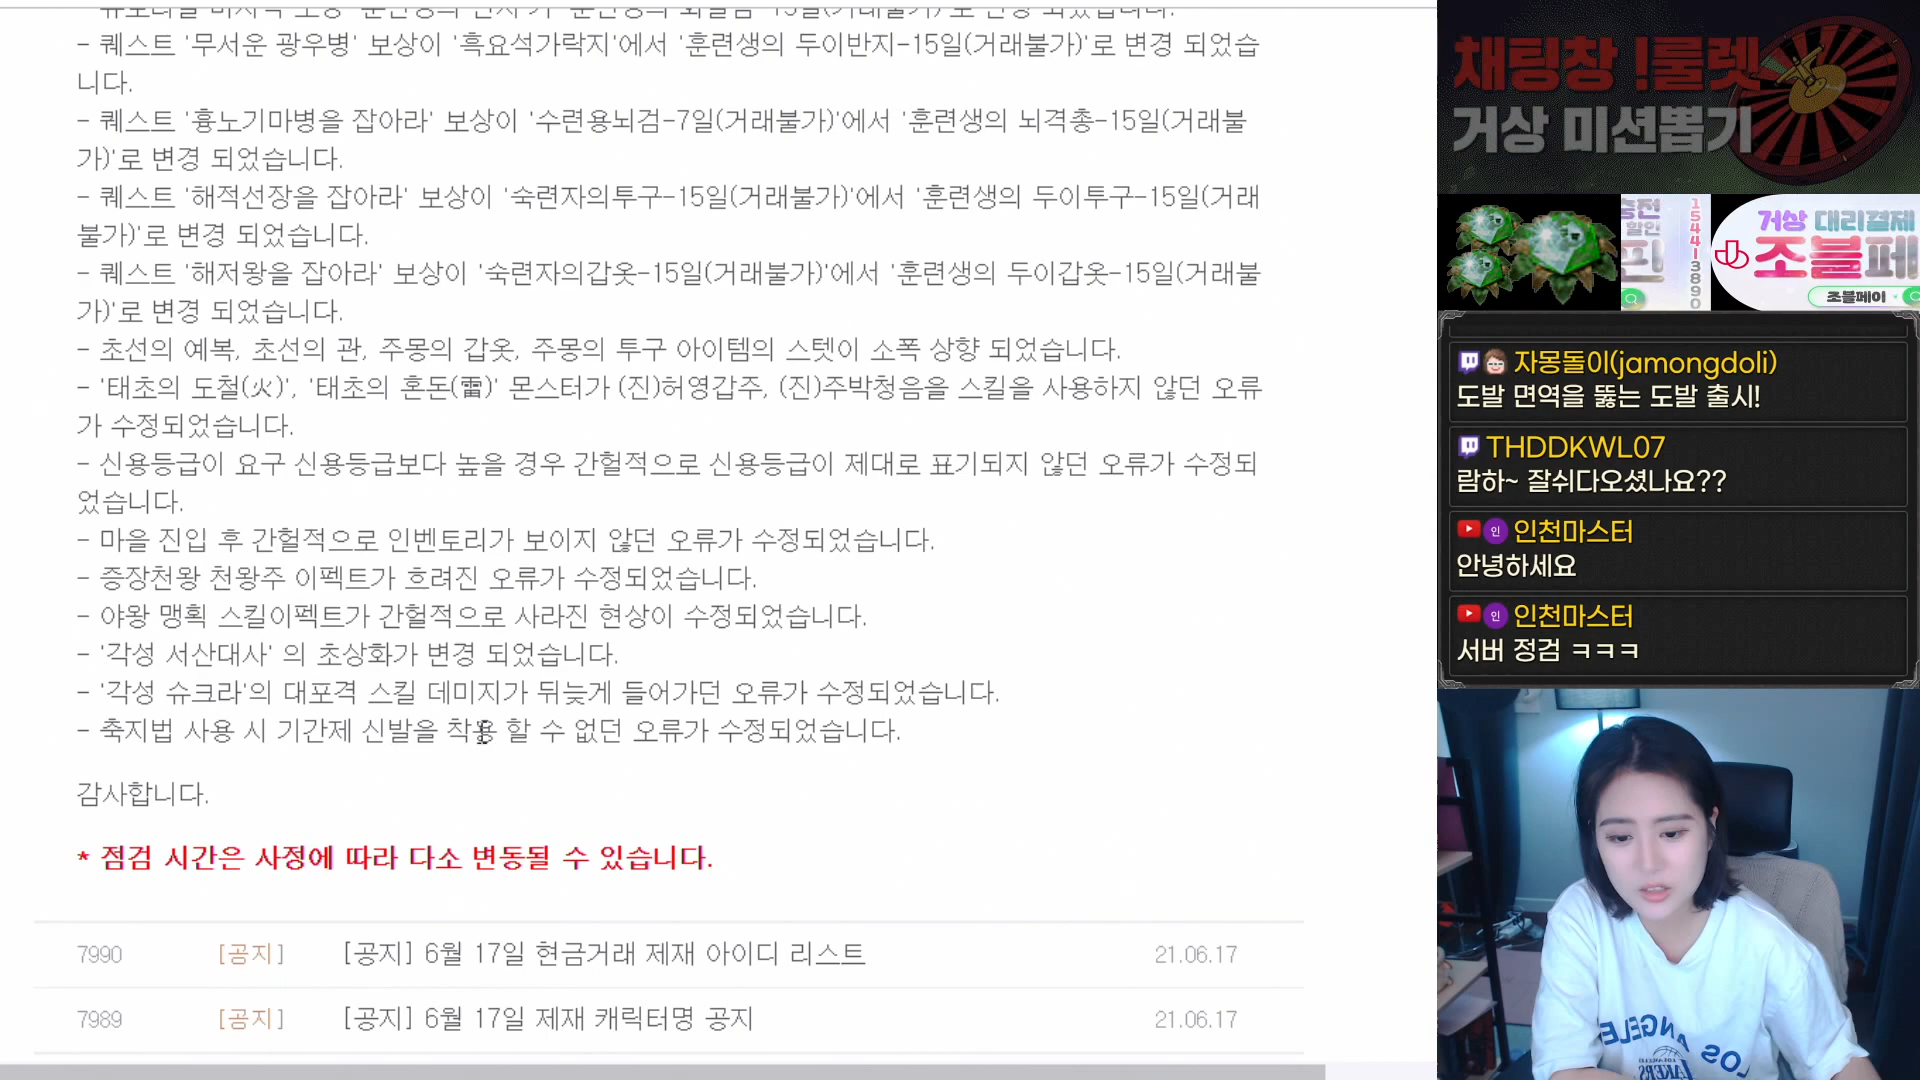 - 퀘스트 '무서운 광우병' 보상이 '흑요석가락지'에서 '훈련생의 두이반지-15일(거래불가)'로 변경 되었습
니다.
- 퀘스트 '흉노기마병을 잡아라' 보상이 '수련용뇌검-7일(거래불가)'에서 '훈련생의 뇌격총-15일(거래불
가)'로 변경 되었습니다.
- 퀘스트 '해적선장을 잡아라' 보상이 '숙련자의투구-15일(거래불가)'에서 '훈련생의 두이투구-15일(거래
불가)'로 변경 되었습니다.
- 퀘스트 '해저왕을 잡아라' 보상이 '숙련자의갑옷-15일(거래불가)'에서 '훈련생의 두이갑옷-15일(거래불
가)'로 변경 되었습니다.
- 초선의 예복, 초선의 관, 주몽의 갑옷, 주몽의 투구 아이템의 스텟이 소폭 상향 되었습니다.
- '태초의 도철(火)', '태초의 혼돈(雷)' 몬스터가 (진)허영갑주, (진)주박청음을 스킬을 사용하지 않던 오류
가 수정되었습니다.
- 신용등급이 요구 신용등급보다 높을 경우 간헐적으로 신용등급이 제대로 표기되지 않던 오류가 수정되
었습니다.
- 마을 진입 후 간헐적으로 인벤토리가 보이지 않던 오류가 수정되었습니다.
- 증장천왕 천왕주 이펙트가 흐려진 오류가 수정되었습니다.
- 야왕 맹획 스킬이펙트가 간헐적으로 사라진 현상이 수정되었습니다.
- '각성 서산대사' 의 초상화가 변경 되었습니다.
- '각성 슈크라'의 대포격 스킬 데미지가 뒤늦게 들어가던 오류가 수정되었습니다.
- 축지법 사용 시 기간제 신발을 착용 할 수 없던 오류가 수정되었습니다.
감사합니다.
* 점검 시간은 사정에 따라 다소 변동될 수 있습니다.
7990 [공지] [공지] 6월 17일 현금거래 제재 아이디 리스트 21.06.17
7989 [공지] [공지] 6월 17일 제재 캐릭터명 공지 21.06.17
채팅창 !룰렛
거상 미션뽑기
충전
할인
핀
1544-3890
거상 대리결제
조블페
조블페이
자몽돌이(jamongdoli)
도발 면역을 뚫는 도발 출시!
THDDKWL07
람하~ 잘쉬다오셨나요??
인 인천마스터
안녕하세요
인 인천마스터
서버 정검 ㅋㅋㅋ
LOS ANGELES
LAKERS